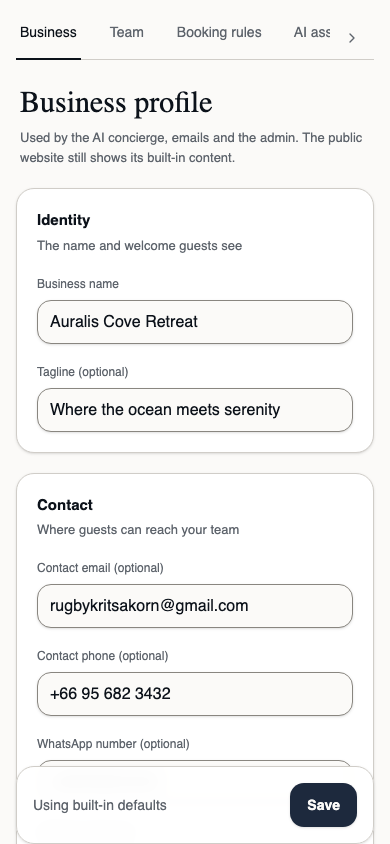 Business
Team
Booking rules
AI ass
Business profile
Used by the AI concierge, emails and the admin. The public
website still shows its built-in content.
Identity
The name and welcome guests see
Business name
Auralis Cove Retreat
Tagline (optional)
Where the ocean meets serenity
Contact
Where guests can reach your team
Contact email (optional)
rugbykritsakorn@gmail.com
Contact phone (optional)
+66 95 682 3432
WhatsApp number (optional)
Using built-in defaults
Save